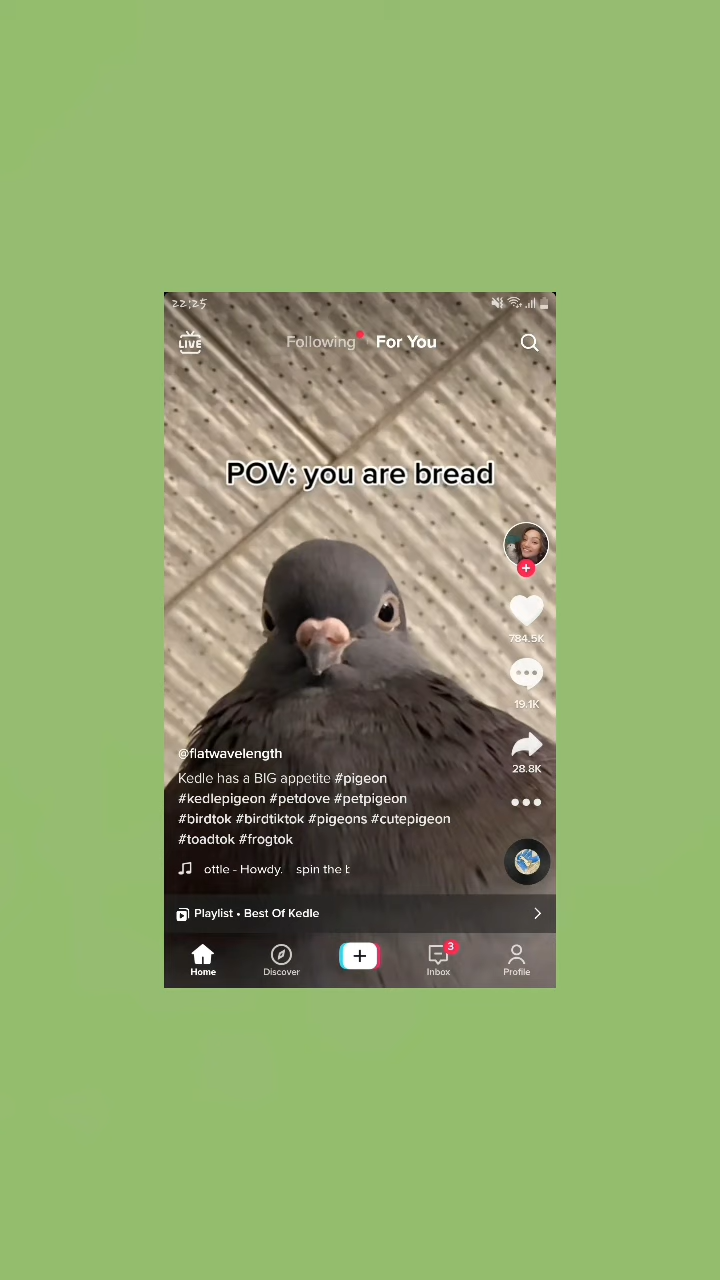 22:25
LIVE
Following
For You
POV: you are bread
784.5K
19.1K
28.8K
@flatwavelength
Kedle has a BIG appetite #pigeon
#kedlepigeon #petdove #petpigeon
#birdtok #birdtiktok #pigeons #cutepigeon
#toadtok #frogtok
ottle - Howdy. spin the b
Playlist • Best Of Kedle
Home
Discover
3
Inbox
Profile